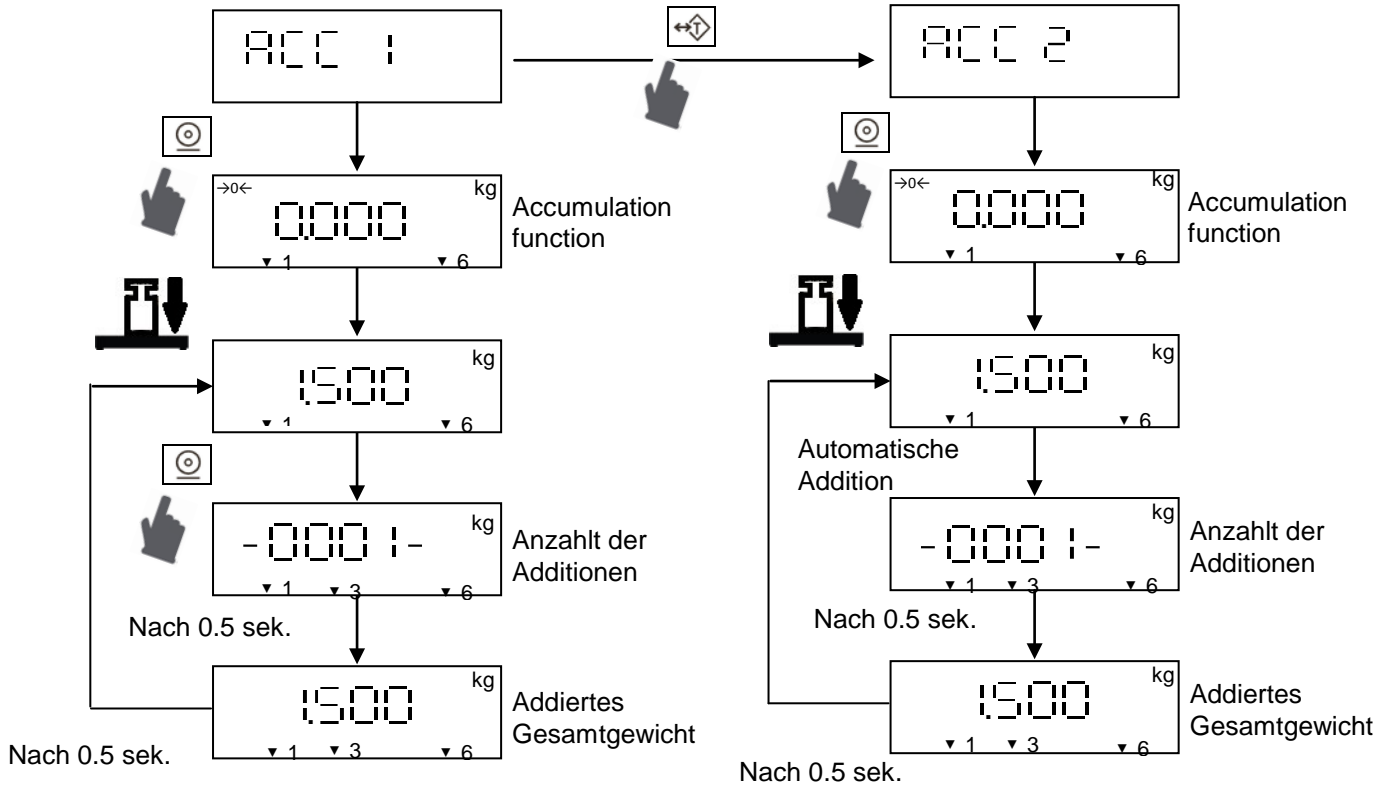 ACC 1
T
ACC 2
→0←
kg
0.000
▼ 1 ▼ 6
Accumulation
function
kg
1.500
▼ 1 ▼ 6
kg
-0001-
▼ 1 ▼ 3 ▼ 6
Anzahlt der
Additionen
Nach 0.5 sek.
kg
1.500
▼ 1 ▼ 3 ▼ 6
Addiertes
Gesamtgewicht
Nach 0.5 sek.
→0←
kg
0.000
▼ 1 ▼ 6
Accumulation
function
kg
1.500
▼ 1 ▼ 6
Automatische
Addition
kg
-0001-
▼ 1 ▼ 3 ▼ 6
Anzahlt der
Additionen
Nach 0.5 sek.
kg
1.500
▼ 1 ▼ 3 ▼ 6
Addiertes
Gesamtgewicht
Nach 0.5 sek.